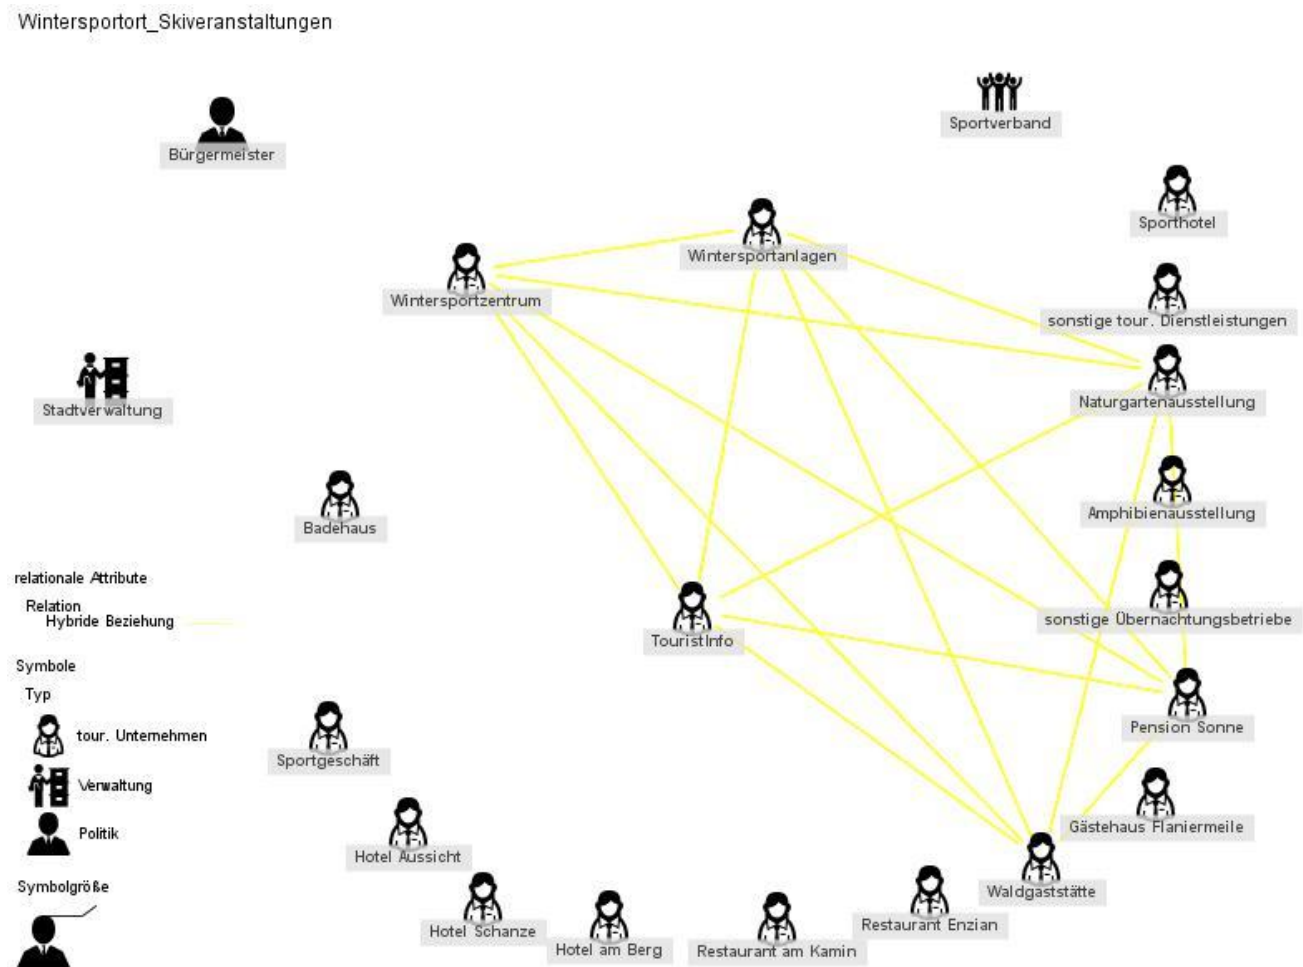 Wintersportort_Skiveranstaltungen
Sportverband
Bürgermeister
Sporthotel
Wintersportanlagen
Wintersportzentrum
sonstige tour. Dienstleistungen
Naturgartenausstellung
Stadtverwaltung
Amphibienausstellung
Badehaus
relationale Attribute
Relation
Hybride Beziehung
sonstige Übernachtungsbetriebe
TouristInfo
Symbole
Typ
tour. Unternehmen
Verwaltung
Politik
Symbolgröße
Pension Sonne
Sportgeschäft
Gästehaus Flaniermeile
Hotel Aussicht
Waldgaststätte
Hotel Schanze
Restaurant Enzian
Hotel am Berg
Restaurant am Kamin